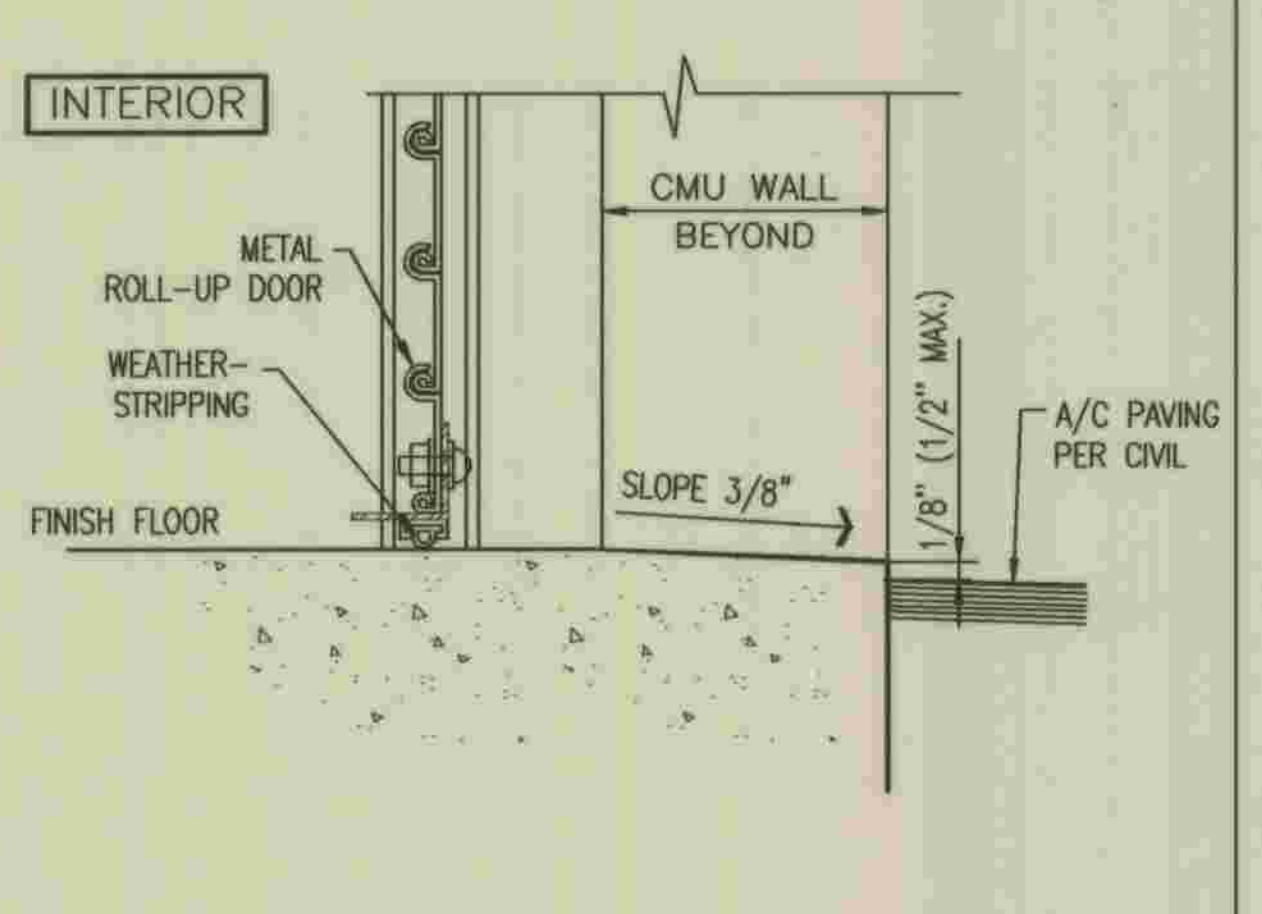 INTERIOR
CMU WALL
BEYOND
METAL
ROLL-UP DOOR
WEATHER-
STRIPPING
FINISH FLOOR
SLOPE 3/8"
1/8" (1/2" MAX.)
A/C PAVING
PER CIVIL